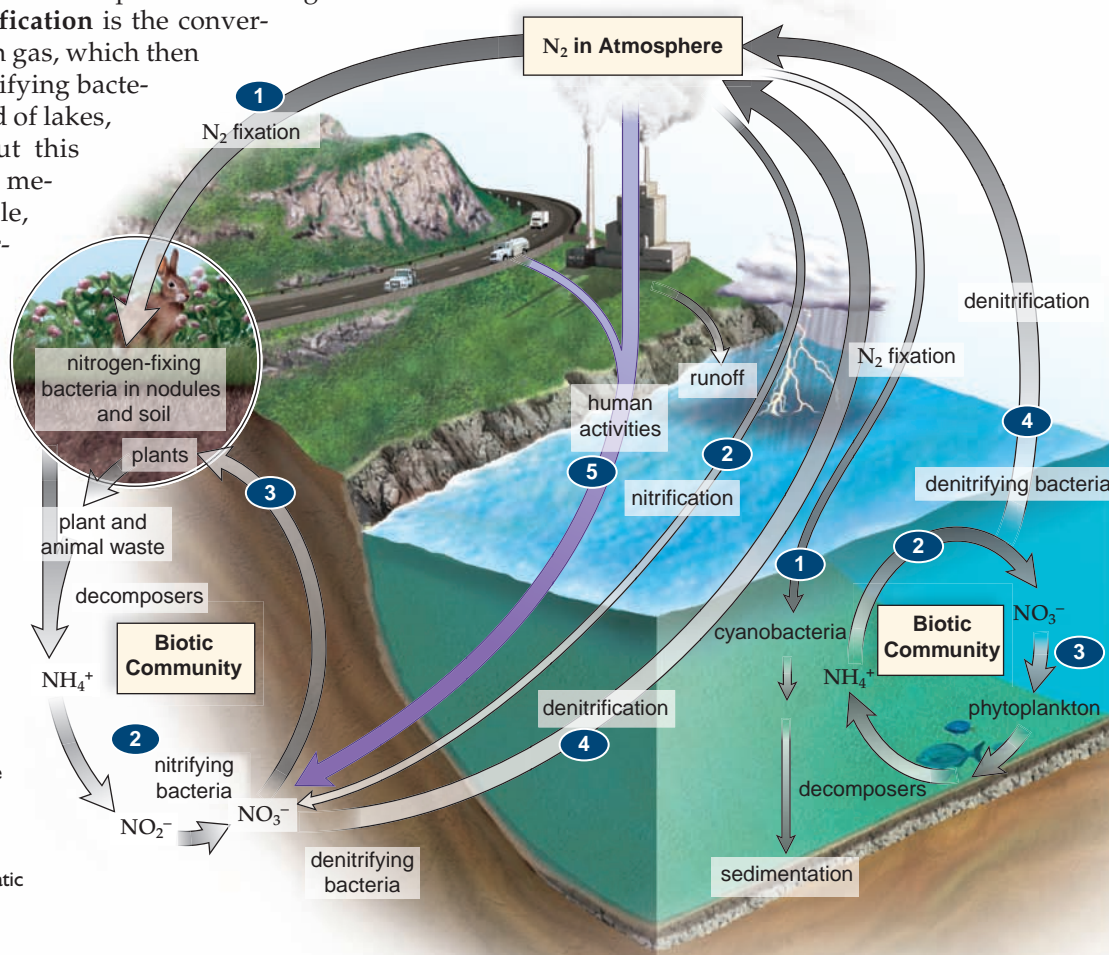 fication is the conver-
n gas, which then
ifying bacte-
d of lakes,
ut this
me-
le,
N₂ in Atmosphere
1
N₂ fixation
nitrogen-fixing
bacteria in nodules
and soil
plants
3
plant and
animal waste
decomposers
Biotic
Community
NH₄⁺
2
nitrifying
bacteria
NO₂⁻
NO₃⁻
denitrifying
bacteria
human
activities
5
runoff
2
nitrification
denitrification
4
N₂ fixation
1
cyanobacteria
sedimentation
denitrification
4
denitrifying bacteria
2
Biotic
Community
NO₃⁻
3
NH₄⁺
phytoplankton
decomposers
atic